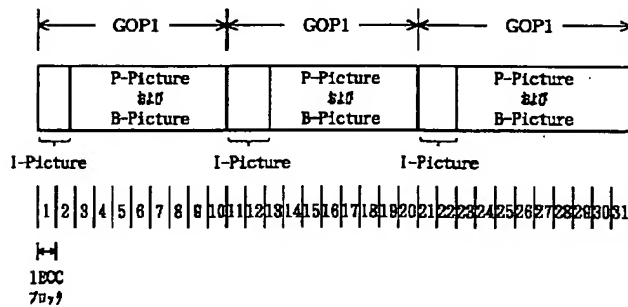 GOP1 GOP1 GOP1
P-Picture P-Picture P-Picture
および および および
B-Picture B-Picture B-Picture
I-Picture I-Picture I-Picture
1 2 3 4 5 6 7 8 9 10 11 12 13 14 15 16 17 18 19 20 21 22 23 24 25 26 27 28 29 30 31
1ECC
ブロック